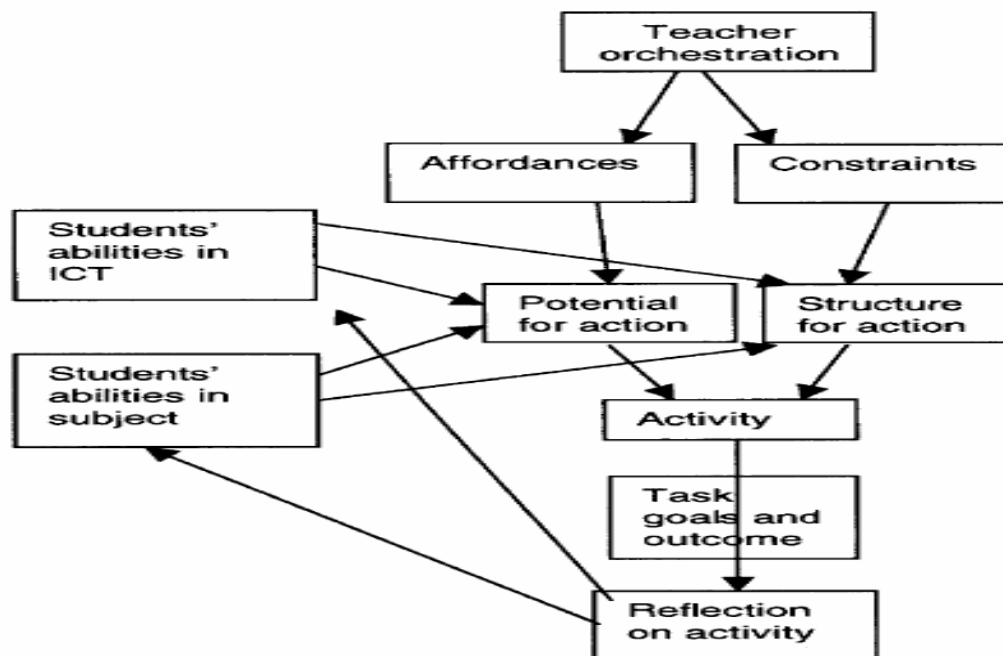 Teacher
orchestration
Affordances
Constraints
Students'
abilities in
ICT
Potential
for action
Structure
for action
Students'
abilities in
subject
Activity
Task
goals and
outcome
Reflection
on activity